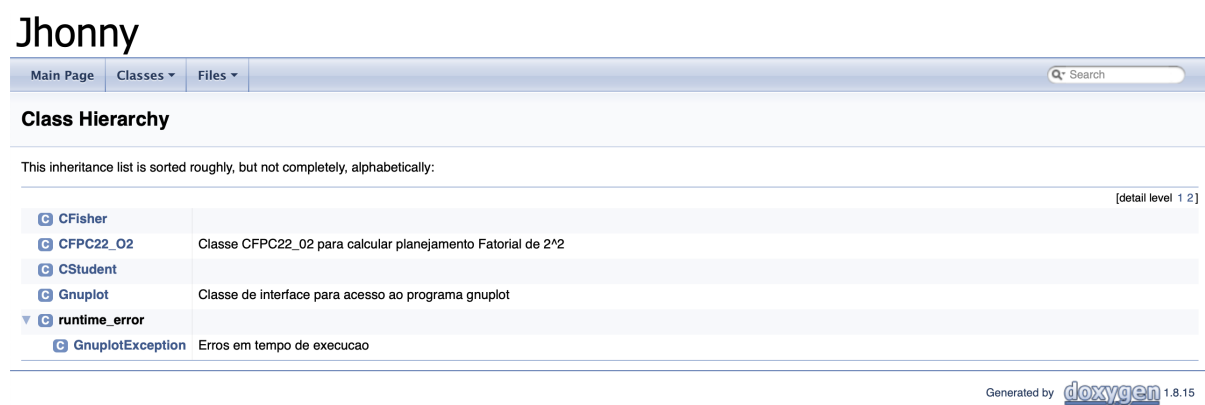 Jhonny
Main Page Classes Files Search
Class Hierarchy
This inheritance list is sorted roughly, but not completely, alphabetically:
[detail level 1 2]
C CFisher
C CFPC22_O2 Classe CFPC22_02 para calcular planejamento Fatorial de 2^2
C CStudent
C Gnuplot Classe de interface para acesso ao programa gnuplot
C runtime_error
C GnuplotException Erros em tempo de execucao
Generated by doxygen 1.8.15